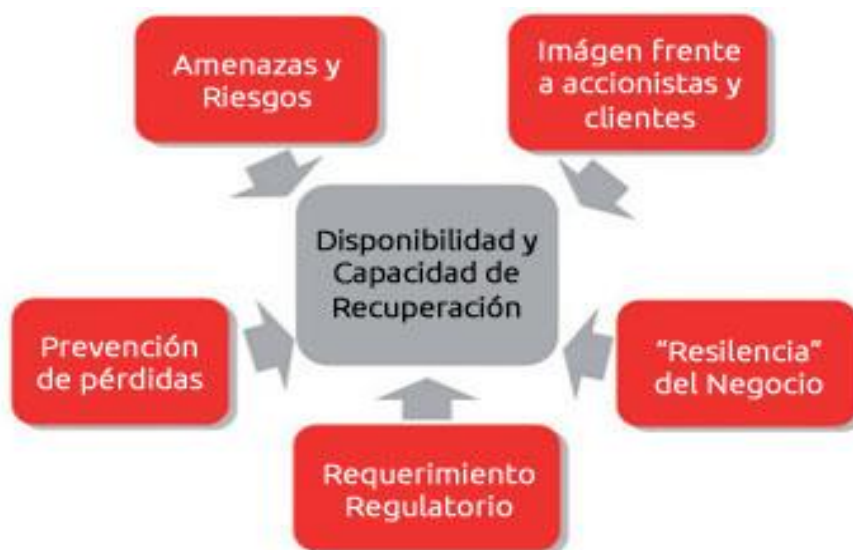 Amenazas y
Riesgos
Imágen frente
a accionistas y
clientes
Disponibilidad y
Capacidad de
Recuperación
Prevención
de pérdidas
“Resilencia”
del Negocio
Requerimiento
Regulatorio